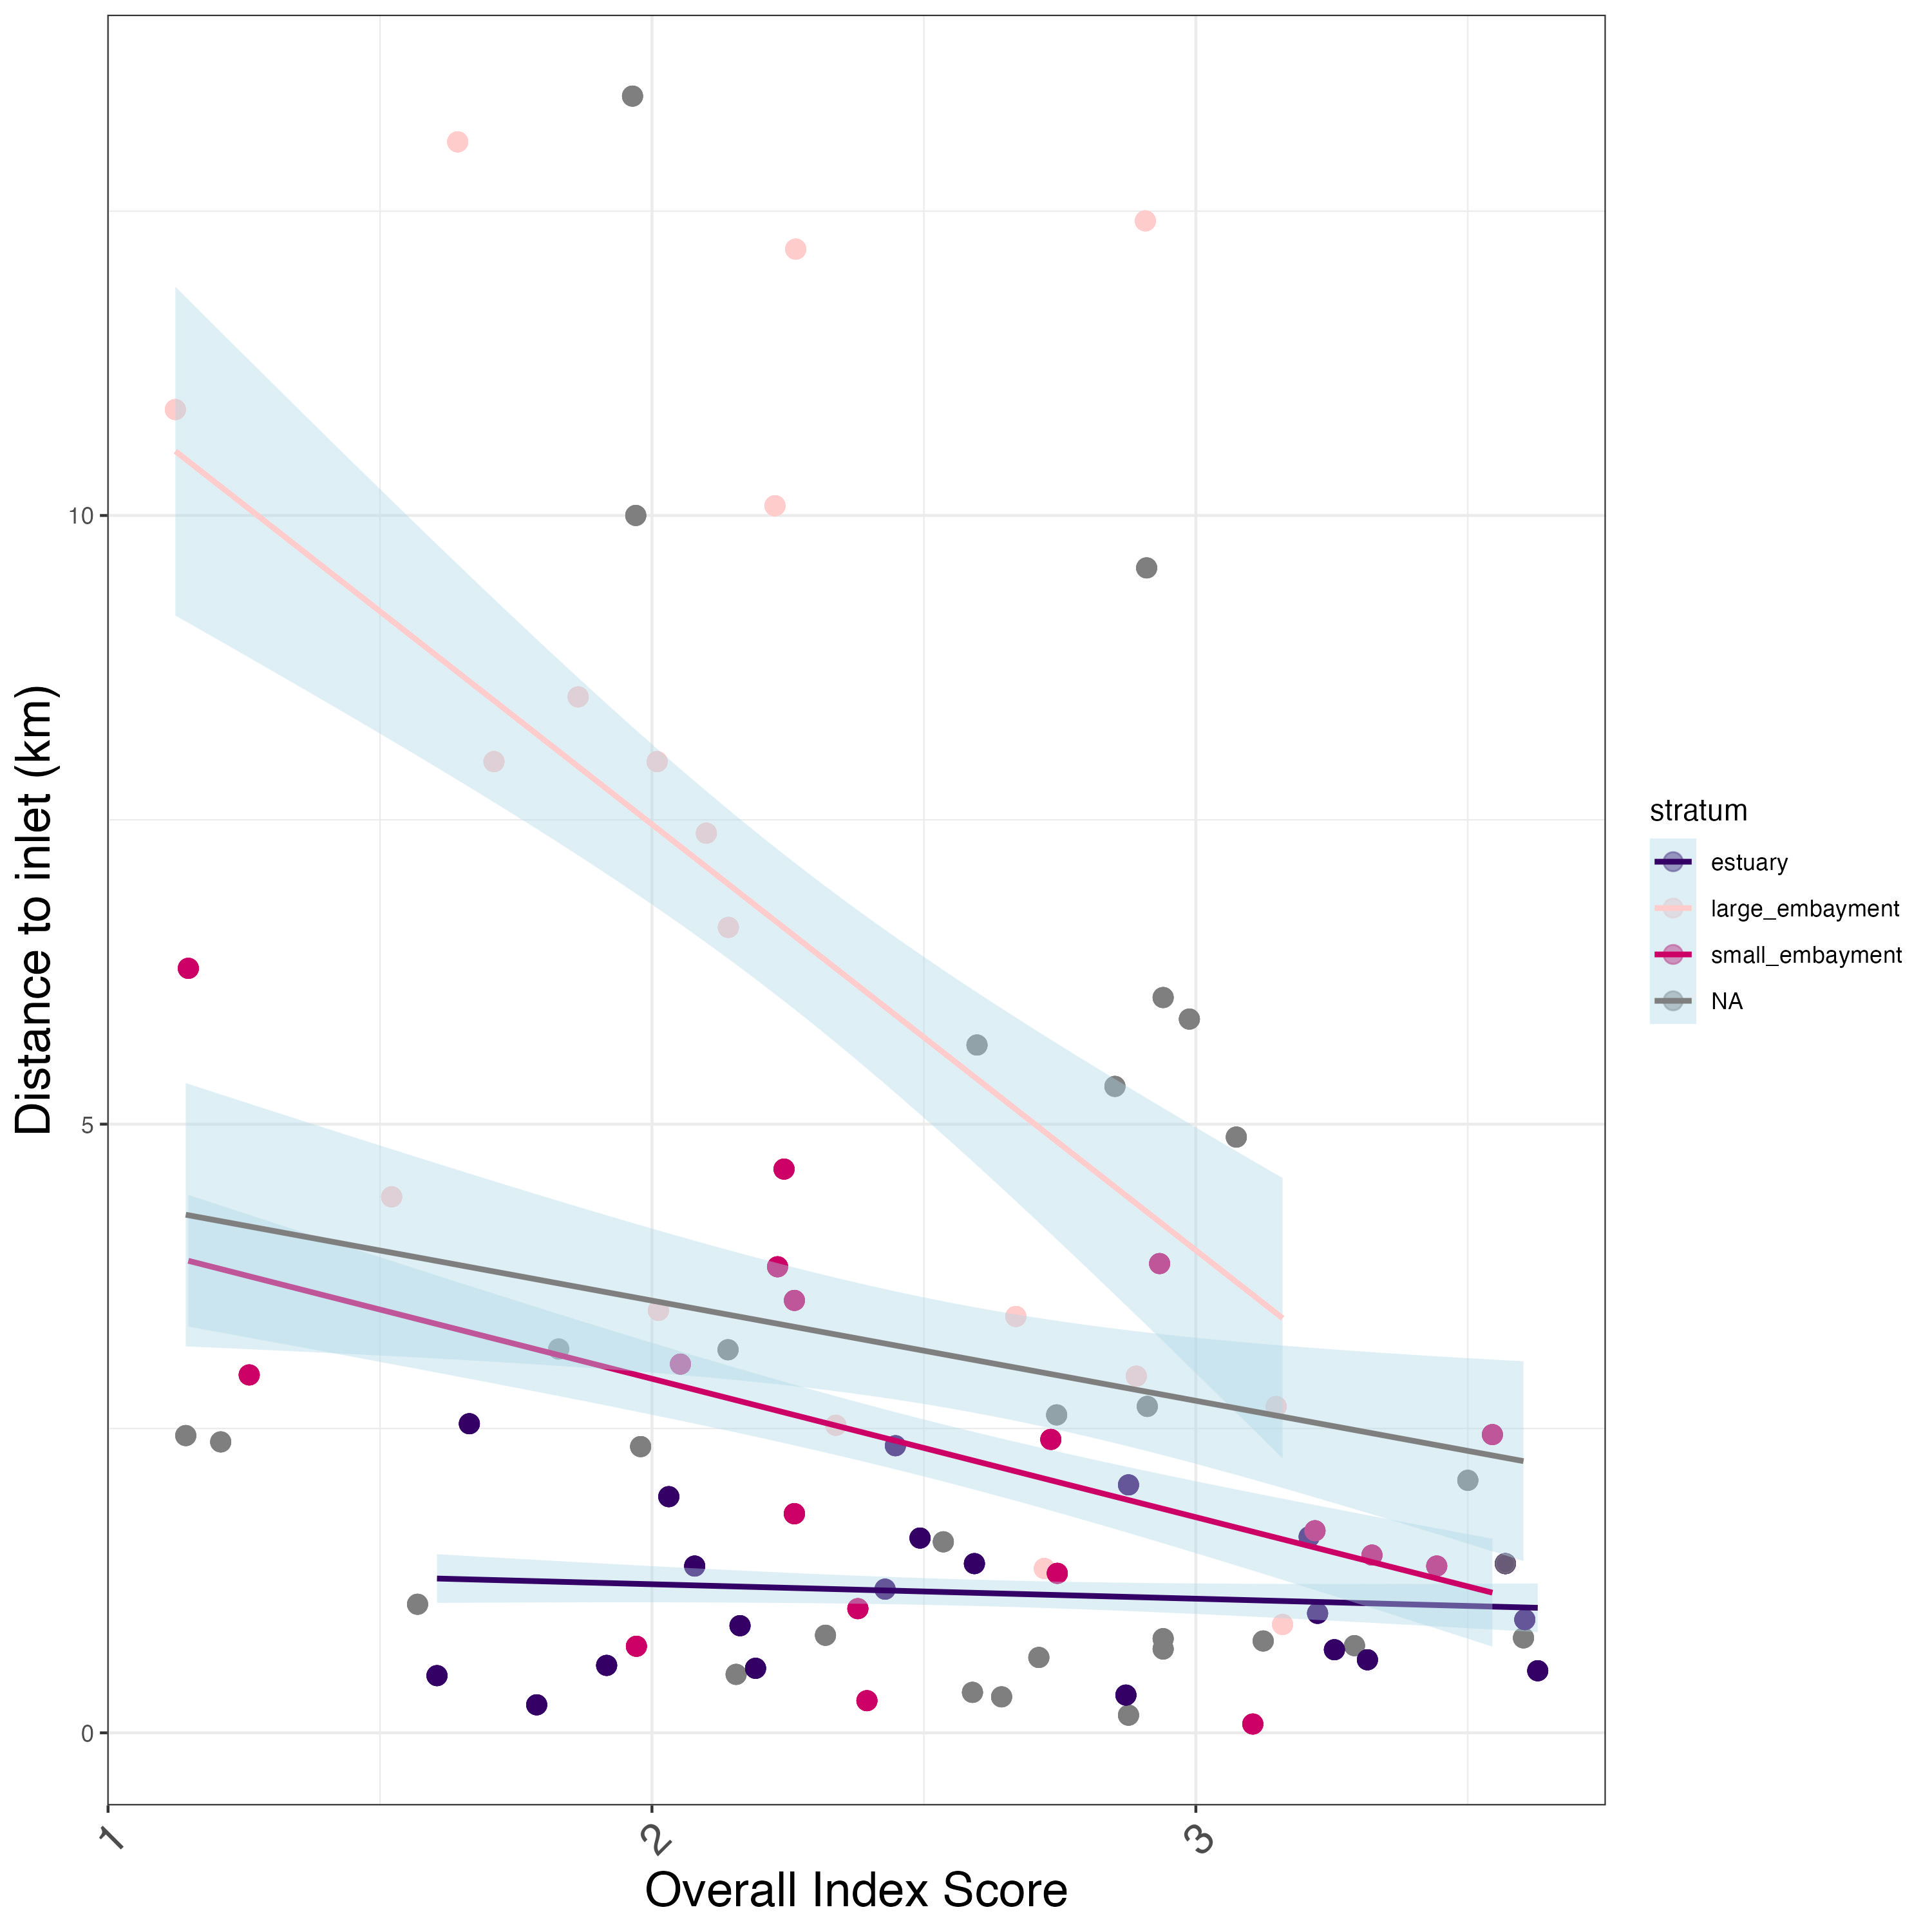 Distance to inlet (km)
10
5
0
1
2
3
Overall Index Score
stratum
estuary
large_embayment
small_embayment
NA